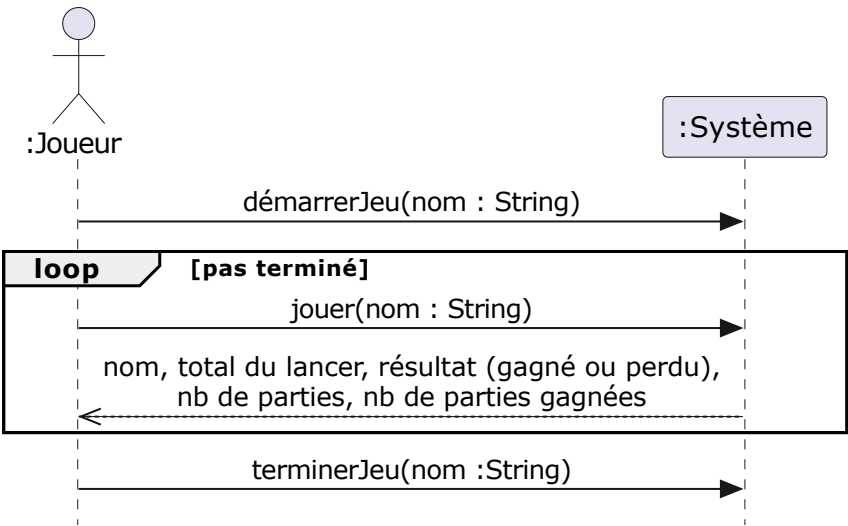 :Joueur
:Système
démarrerJeu(nom : String)
loop [pas terminé]
jouer(nom : String)
nom, total du lancer, résultat (gagné ou perdu),
nb de parties, nb de parties gagnées
terminerJeu(nom :String)